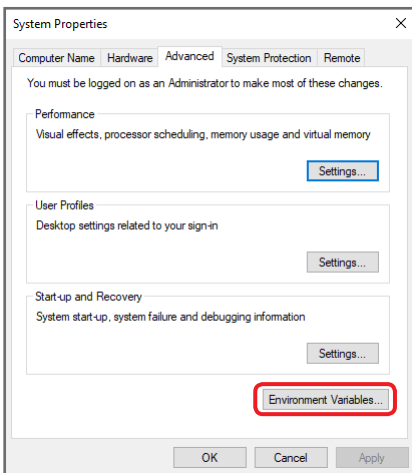 System Properties
Computer Name Hardware Advanced System Protection Remote
You must be logged on as an Administrator to make most of these changes.
Performance
Visual effects, processor scheduling, memory usage and virtual memory
Settings...
User Profiles
Desktop settings related to your sign-in
Settings...
Start-up and Recovery
System start-up, system failure and debugging information
Settings...
Environment Variables...
OK Cancel Apply